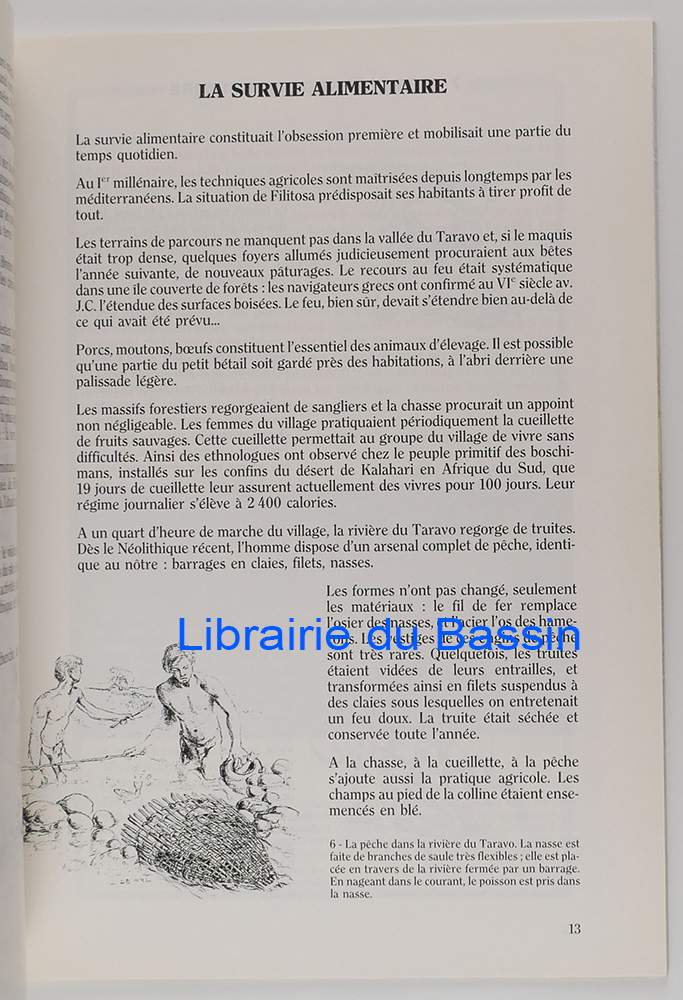 LA SURVIE ALIMENTAIRE
La survie alimentaire constituait l'obsession première et mobilisait une partie du
temps quotidien.
Au Ier millénaire, les techniques agricoles sont maîtrisées depuis longtemps par les
méditerranéens. La situation de Filitosa prédisposait ses habitants à tirer profit de
tout.
Les terrains de parcours ne manquent pas dans la vallée du Taravo et, si le maquis
était trop dense, quelques foyers allumés judicieusement procuraient aux bêtes
l'année suivante, de nouveaux pâturages. Le recours au feu était systématique
dans une île couverte de forêts : les navigateurs grecs ont confirmé au VIe siècle av.
J.C. l'étendue des surfaces boisées. Le feu, bien sûr, devait s'étendre bien au-delà de
ce qui avait été prévu...
Porcs, moutons, bœufs constituent l'essentiel des animaux d'élevage. Il est possible
qu'une partie du petit bétail soit gardé près des habitations, à l'abri derrière une
palissade légère.
Les massifs forestiers regorgeaient de sangliers et la chasse procurait un appoint
non négligeable. Les femmes du village pratiquaient périodiquement la cueillette
de fruits sauvages. Cette cueillette permettait au groupe du village de vivre sans
difficultés. Ainsi des ethnologues ont observé chez le peuple primitif des boschi-
mans, installés sur les confins du désert de Kalahari en Afrique du Sud, que
19 jours de cueillette leur assurent actuellement des vivres pour 100 jours. Leur
régime journalier s'élève à 2 400 calories.
A un quart d'heure de marche du village, la rivière du Taravo regorge de truites.
Dès le Néolithique récent, l'homme dispose d'un arsenal complet de pêche, identi-
que au nôtre : barrages en claies, filets, nasses.
Les formes n'ont pas changé, seulement
les matériaux : le fil de fer remplace
l'osier des nasses, et l'acier l'os des hame-
çons. Les vestiges de ces engins de pêche
sont très rares. Quelquefois, les truites
étaient vidées de leurs entrailles, et
transformées ainsi en filets suspendus à
des claies sous lesquelles on entretenait
un feu doux. La truite était séchée et
conservée toute l'année.
A la chasse, à la cueillette, à la pêche
s'ajoute aussi la pratique agricole. Les
champs au pied de la colline étaient ense-
mencés en blé.
6 - La pêche dans la rivière du Taravo. La nasse est
faite de branches de saule très flexibles ; elle est pla-
cée en travers de la rivière fermée par un barrage.
En nageant dans le courant, le poisson est pris dans
la nasse.
13
Librairie du Bassin